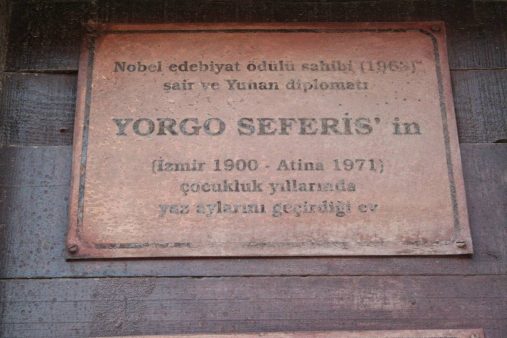 Nobel edebiyat ödülü sahibi (1963)
şair ve Yunan diplomatı
YORGO SEFERİS' in
(İzmir 1900 - Atina 1971)
çocukluk yıllarında
yaz aylarını geçirdiği ev